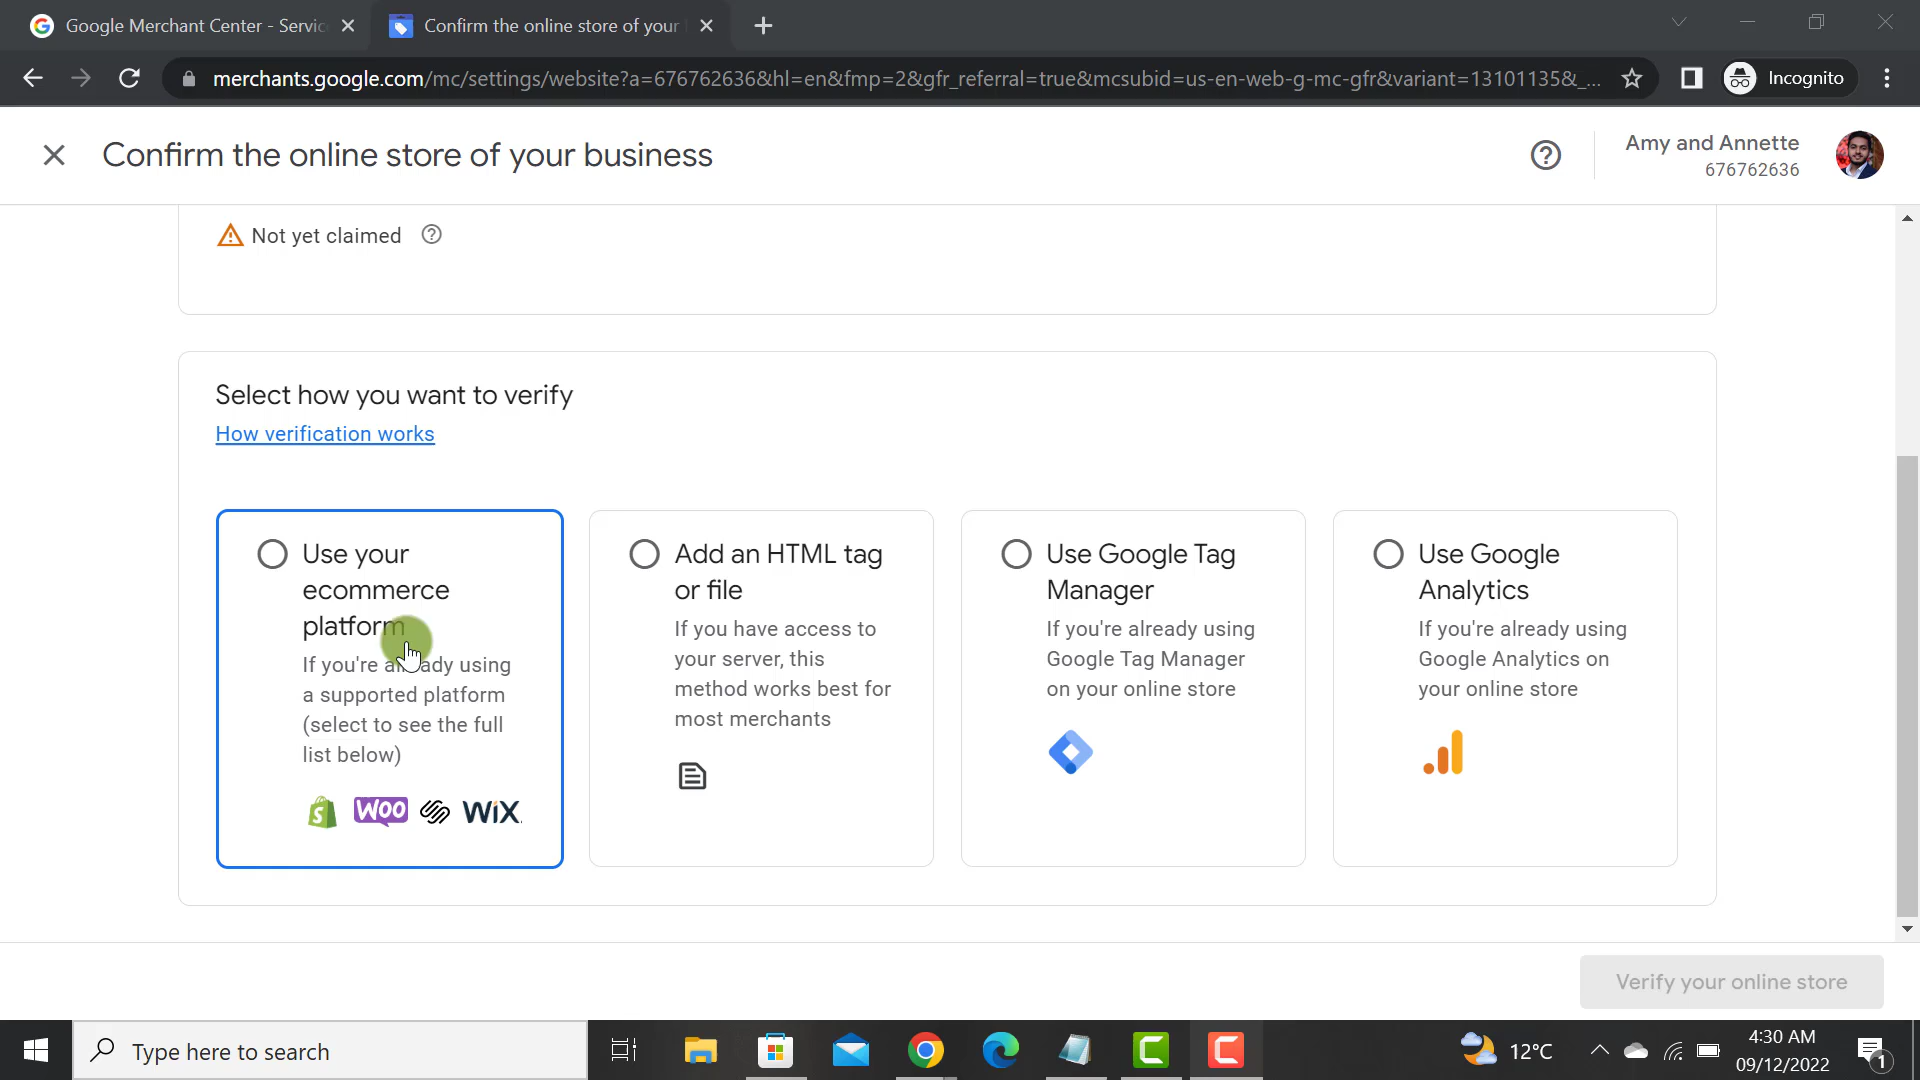 Google Merchant Center - Servic
Confirm the online store of your
merchants.google.com/mc/settings/website?a=676762636&hl=en&fmp=2&gfr_referral=true&mcsubid=us-en-web-g-mc-gfr&variant=13101135&_...
Incognito
Confirm the online store of your business
Amy and Annette
676762636
Not yet claimed
Select how you want to verify
How verification works
Use your
ecommerce
platform
If you're already using
a supported platform
(select to see the full
list below)
WOO
WiX
Add an HTML tag
or file
If you have access to
your server, this
method works best for
most merchants
Use Google Tag
Manager
If you're already using
Google Tag Manager
on your online store
Use Google
Analytics
If you're already using
Google Analytics on
your online store
Verify your online store
Type here to search
12°C
4:30 AM
09/12/2022
1